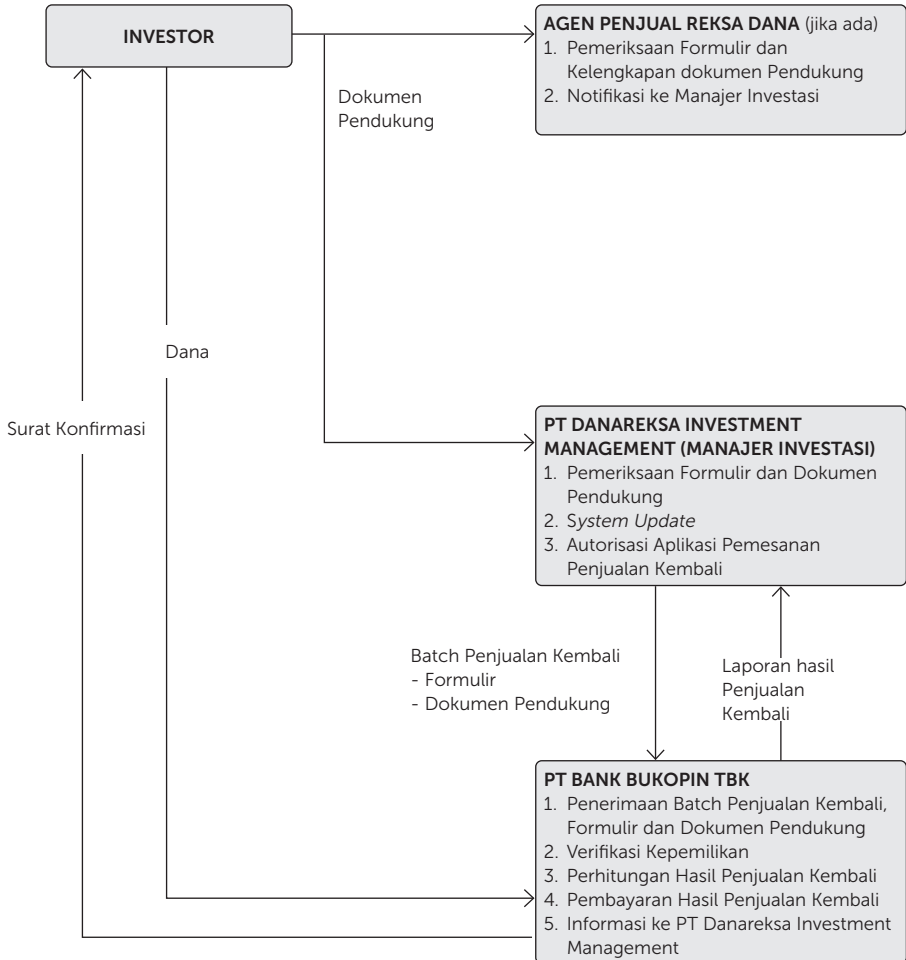 INVESTOR
AGEN PENJUAL REKSA DANA (jika ada)
1. Pemeriksaan Formulir dan
Kelengkapan dokumen Pendukung
2. Notifikasi ke Manajer Investasi
Dokumen
Pendukung
Dana
Surat Konfirmasi
PT DANAREKSA INVESTMENT
MANAGEMENT (MANAJER INVESTASI)
1. Pemeriksaan Formulir dan Dokumen
Pendukung
2. System Update
3. Autorisasi Aplikasi Pemesanan
Penjualan Kembali
Batch Penjualan Kembali
- Formulir
- Dokumen Pendukung
Laporan hasil
Penjualan
Kembali
PT BANK BUKOPIN TBK
1. Penerimaan Batch Penjualan Kembali,
Formulir dan Dokumen Pendukung
2. Verifikasi Kepemilikan
3. Perhitungan Hasil Penjualan Kembali
4. Pembayaran Hasil Penjualan Kembali
5. Informasi ke PT Danareksa Investment
Management